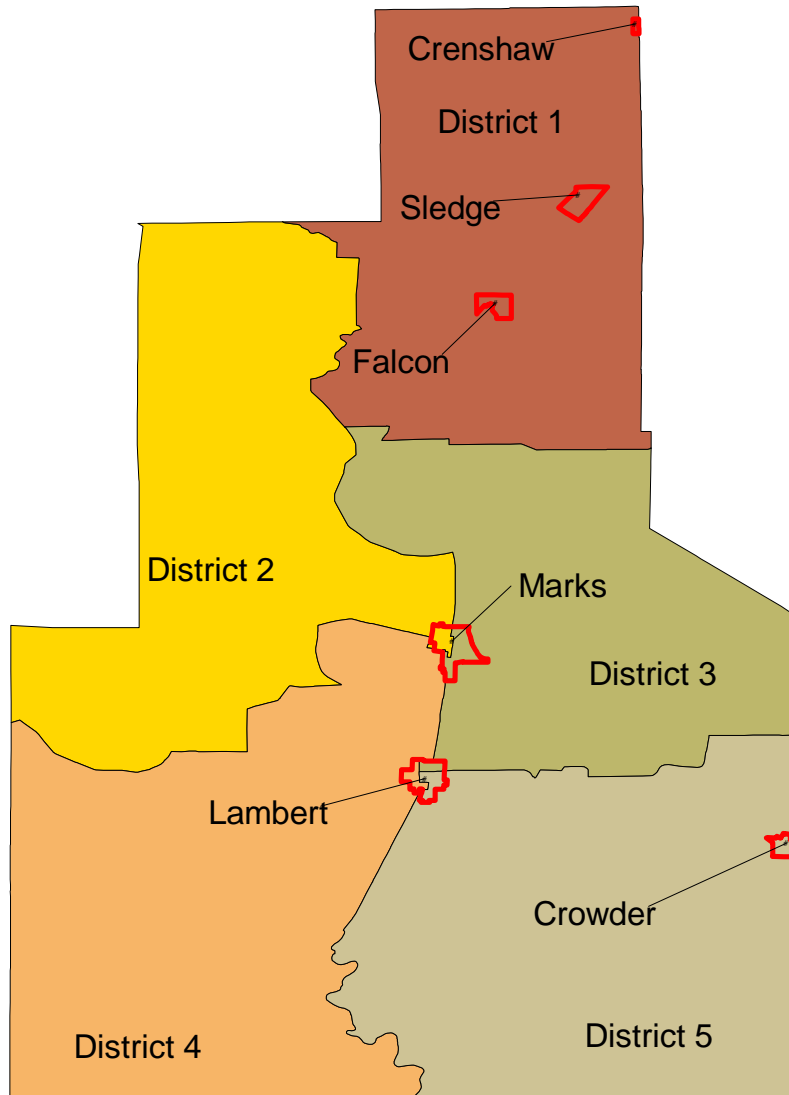 Crenshaw
District 1
Sledge
Falcon
District 2
Marks
District 3
Lambert
Crowder
District 4
District 5